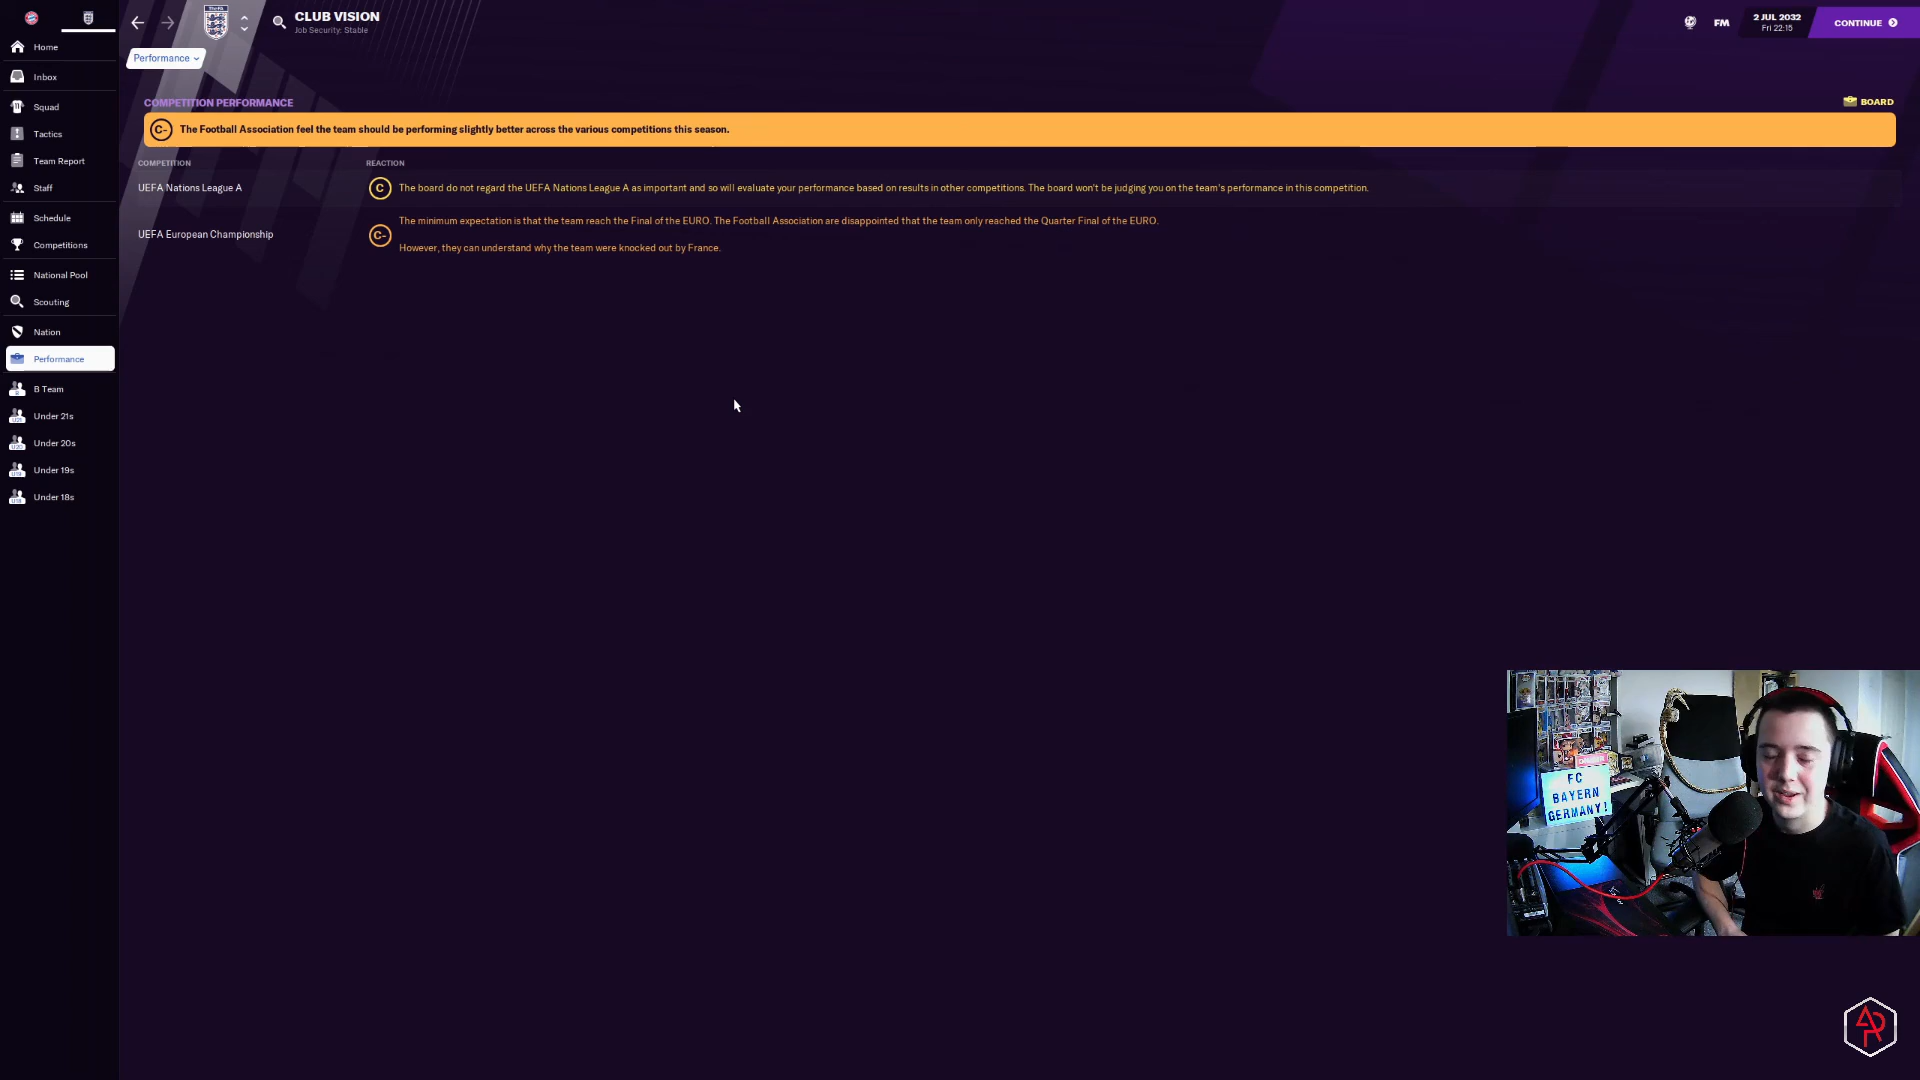 CLUB VISION
Job Security: Stable
FM
2 JUL 2032
Fri 22:15
CONTINUE
Home
Inbox
Squad
Tactics
Team Report
Staff
Schedule
Competitions
National Pool
Scouting
Nation
Performance
B Team
Under 21s
Under 20s
Under 19s
Under 18s
Performance
COMPETITION PERFORMANCE
BOARD
C- The Football Association feel the team should be performing slightly better across the various competitions this season.
COMPETITION REACTION
UEFA Nations League A C The board do not regard the UEFA Nations League A as important and so will evaluate your performance based on results in other competitions. The board won't be judging you on the team's performance in this competition.
The minimum expectation is that the team reach the Final of the EURO. The Football Association are disappointed that the team only reached the Quarter Final of the EURO.
UEFA European Championship C-
However, they can understand why the team were knocked out by France.
FC
BAYERN
GERMANY!